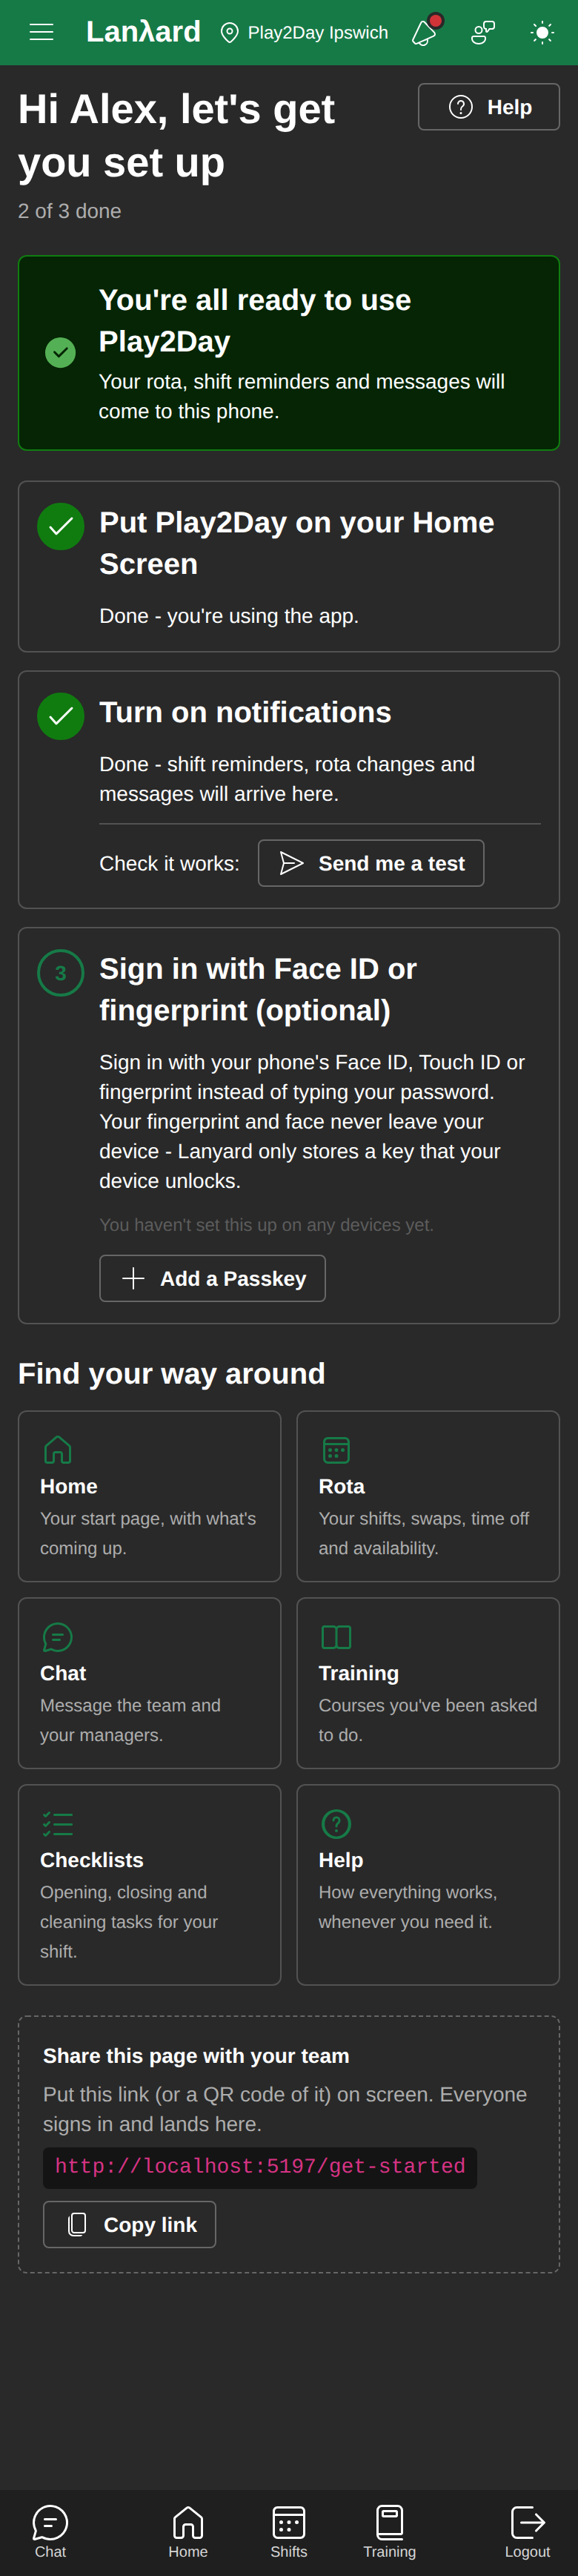 Lanλard
Play2Day Ipswich
Hi Alex, let's get
you set up
Help
2 of 3 done
You're all ready to use
Play2Day
Your rota, shift reminders and messages will
come to this phone.
Put Play2Day on your Home
Screen
Done - you're using the app.
Turn on notifications
Done - shift reminders, rota changes and
messages will arrive here.
Check it works:
Send me a test
3
Sign in with Face ID or
fingerprint (optional)
Sign in with your phone's Face ID, Touch ID or
fingerprint instead of typing your password.
Your fingerprint and face never leave your
device - Lanyard only stores a key that your
device unlocks.
You haven't set this up on any devices yet.
Add a Passkey
Find your way around
Home
Your start page, with what's
coming up.
Rota
Your shifts, swaps, time off
and availability.
Chat
Message the team and
your managers.
Training
Courses you've been asked
to do.
Checklists
Opening, closing and
cleaning tasks for your
shift.
Help
How everything works,
whenever you need it.
Share this page with your team
Put this link (or a QR code of it) on screen. Everyone
signs in and lands here.
http://localhost:5197/get-started
Copy link
Chat
Home
Shifts
Training
Logout